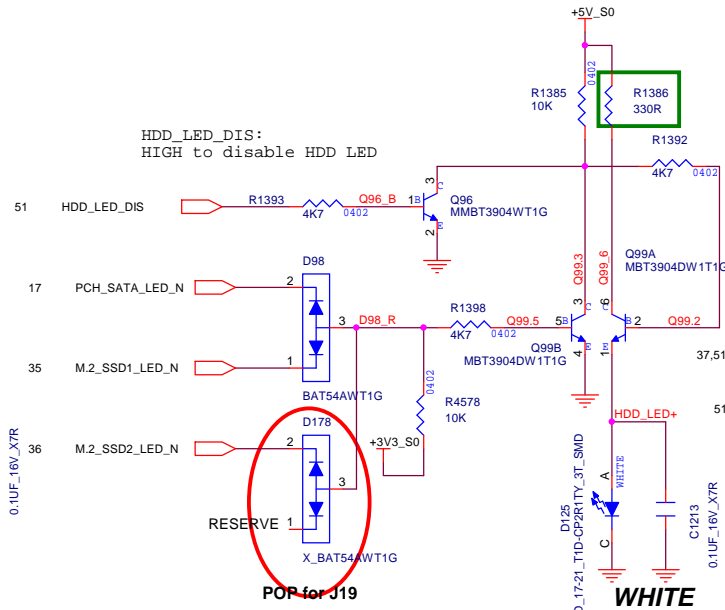 +5V_S0
0402
R1385
10K
R1386
330R
R1392
4K7
0402
HDD_LED_DIS:
HIGH to disable HDD LED
51
HDD_LED_DIS
R1393
4K7
0402
Q96_B
1
B
3
C
2
E
Q96
MMBT3904WT1G
Q99.3
Q99_6
Q99A
MBT3904DW1T1G
17
PCH_SATA_LED_N
D98
2
3
1
BAT54AWT1G
D98_R
R1398
4K7
0402
Q99.5
5
B
3
C
4
E
Q99B
MBT3904DW1T1G
6
C
B
2
1
E
Q99.2
37,51
35
M.2_SSD1_LED_N
0402
R4578
10K
+3V3_S0
51
HDD_LED+
36
M.2_SSD2_LED_N
D178
2
3
RESERVE
1
X_BAT54AWT1G
POP for J19
0.1UF_16V_X7R
A
WHITE
C
D125
D_17-21_T1D-CP2R1TY_3T_SMD
C1213
0.1UF_16V_X7R
WHITE